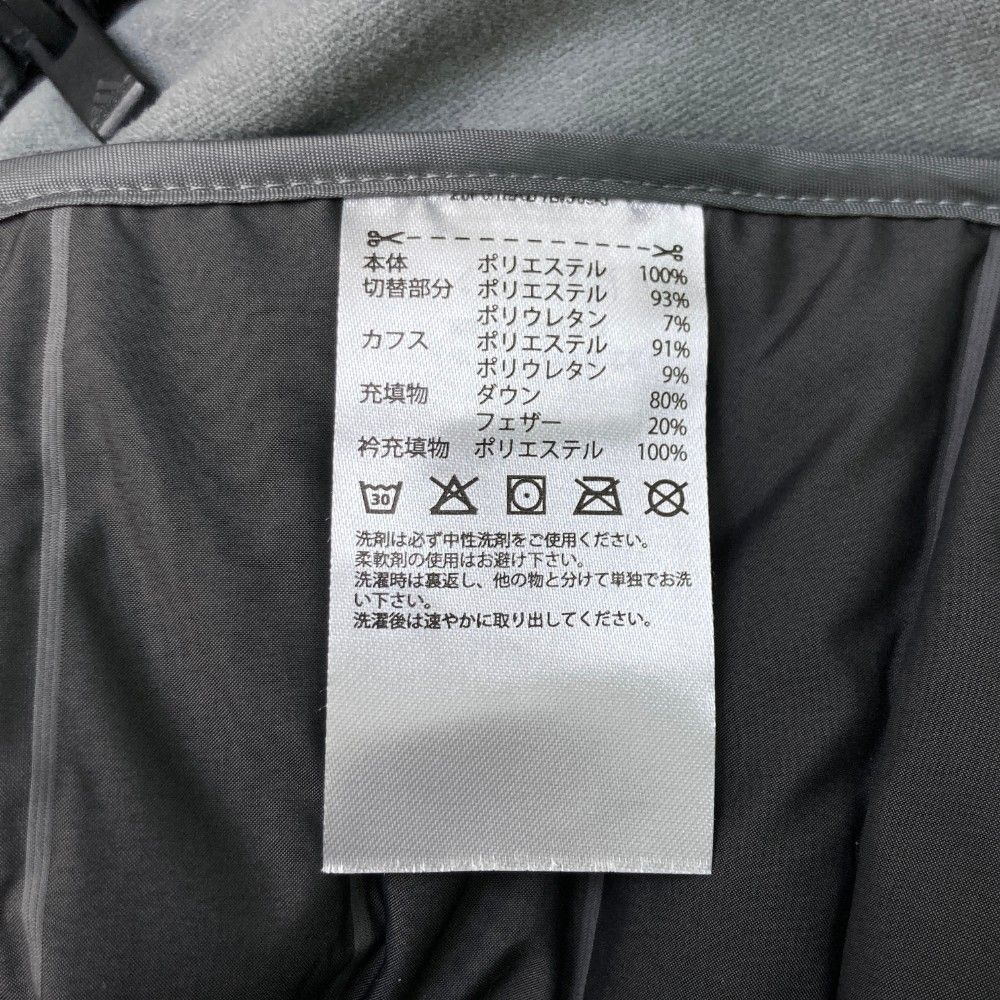 本体 ポリエステル 100%
切替部分 ポリエステル 93%
ポリウレタン 7%
カフス ポリエステル 91%
ポリウレタン 9%
充填物 ダウン 80%
フェザー 20%
衿充填物 ポリエステル 100%
30
洗剤は必ず中性洗剤をご使用ください。
柔軟剤の使用はお避け下さい。
洗濯時は裏返し、他の物と分けて単独でお洗
い下さい。
洗濯後は速やかに取り出してください。